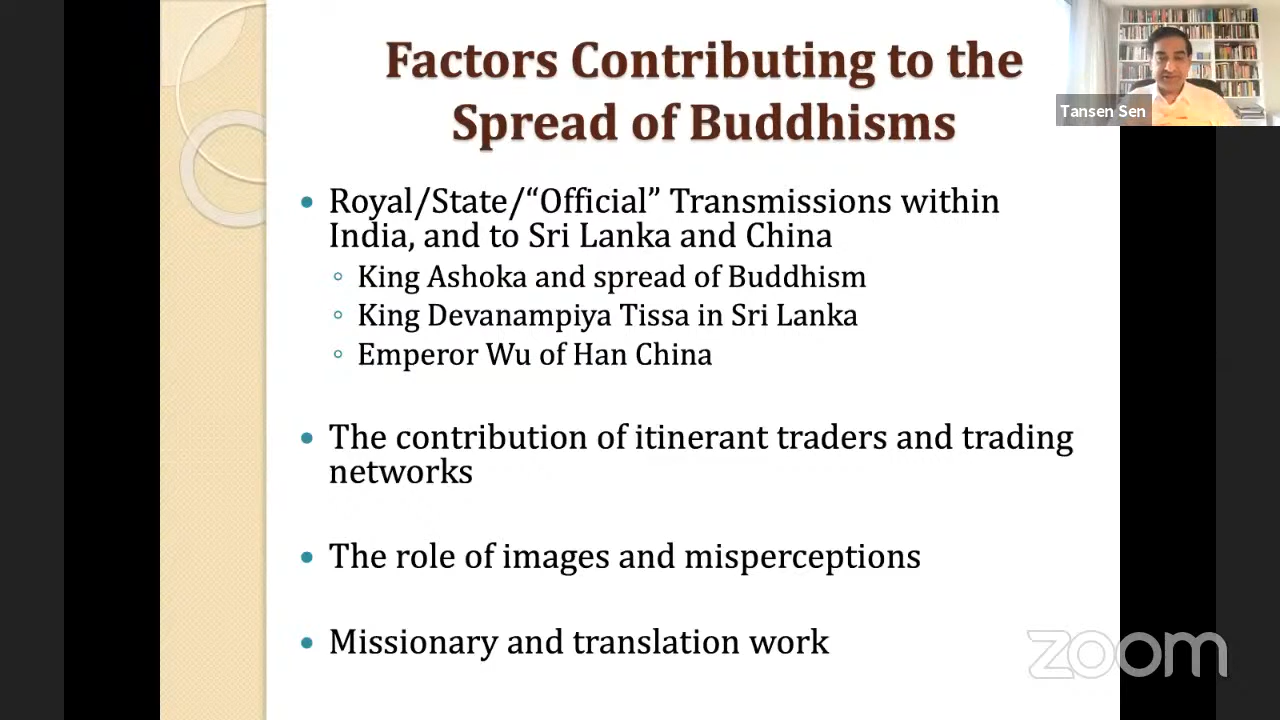 Factors Contributing to the
Spread of Buddhisms
Tansen Sen
• Royal/State/“Official” Transmissions within
India, and to Sri Lanka and China
◦ King Ashoka and spread of Buddhism
◦ King Devanampiya Tissa in Sri Lanka
◦ Emperor Wu of Han China
• The contribution of itinerant traders and trading
networks
• The role of images and misperceptions
• Missionary and translation work
zoom